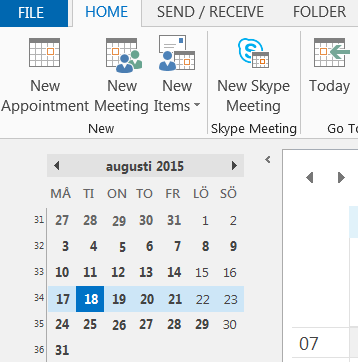 FILE HOME SEND / RECEIVE FOLDER
New Appointment New Meeting New Items New Skype Meeting Today
New Skype Meeting Go T
augusti 2015
MÅ TI ON TO FR LÖ SÖ
31 27 28 29 30 31 1 2
32 3 4 5 6 7 8 9
33 10 11 12 13 14 15 16
34 17 18 19 20 21 22 23
35 24 25 26 27 28 29 30
36 31
07